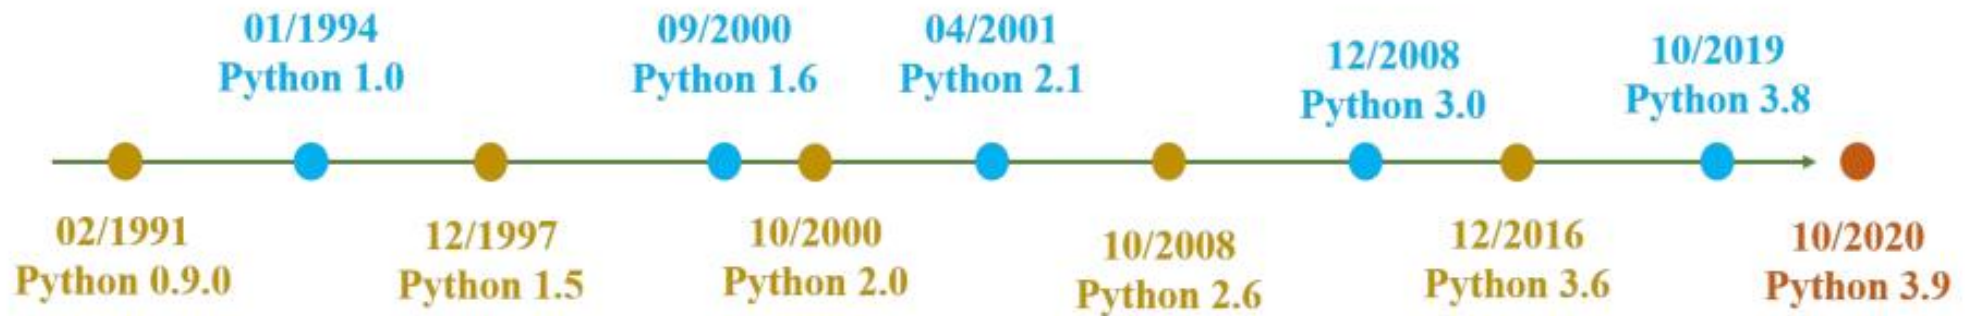 01/1994
Python 1.0
09/2000
Python 1.6
04/2001
Python 2.1
12/2008
Python 3.0
10/2019
Python 3.8
02/1991
Python 0.9.0
12/1997
Python 1.5
10/2000
Python 2.0
10/2008
Python 2.6
12/2016
Python 3.6
10/2020
Python 3.9